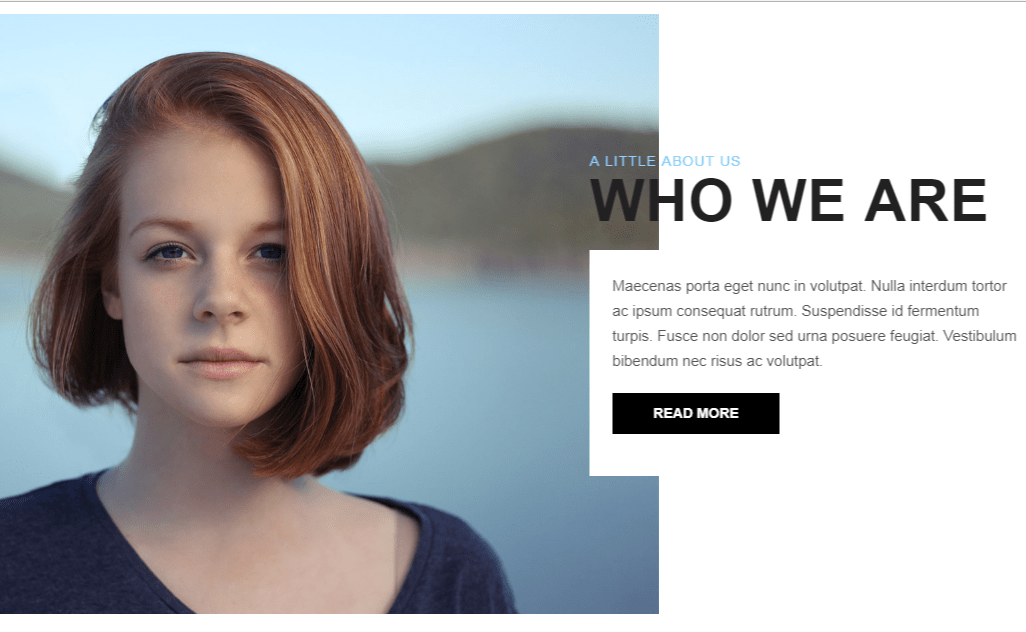 A LITTLE ABOUT US
WHO WE ARE
Maecenas porta eget nunc in volutpat. Nulla interdum tortor
ac ipsum consequat rutrum. Suspendisse id fermentum
turpis. Fusce non dolor sed urna posuere feugiat. Vestibulum
bibendum nec risus ac volutpat.
READ MORE